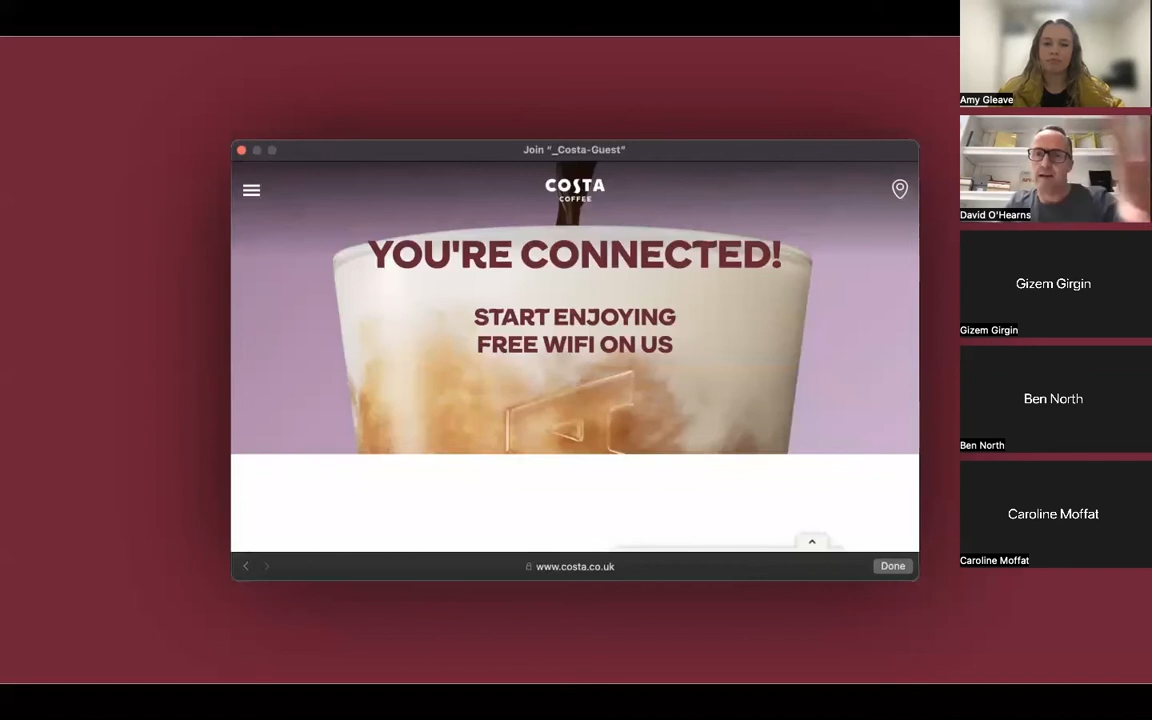 Join "_Costa-Guest"
COSTA
COFFEE
YOU'RE CONNECTED!
START ENJOYING
FREE WIFI ON US
www.costa.co.uk
Done
Amy Gleave
David O'Hearns
Gizem Girgin
Gizem Girgin
Ben North
Ben North
Caroline Moffat
Caroline Moffat